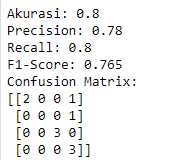 Akurasi: 0.8
Precision: 0.78
Recall: 0.8
F1-Score: 0.765
Confusion Matrix:
[[2 0 0 1]
 [0 0 0 1]
 [0 0 3 0]
 [0 0 0 3]]